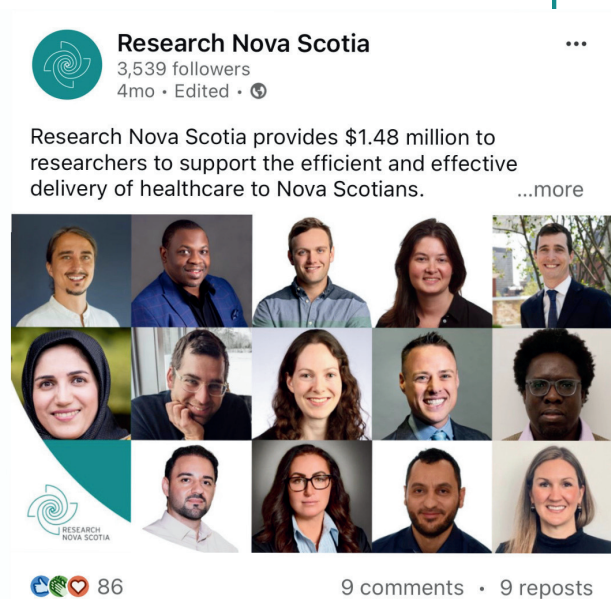 Research Nova Scotia
3,539 followers
4mo • Edited •
Research Nova Scotia provides $1.48 million to
researchers to support the efficient and effective
delivery of healthcare to Nova Scotians. ...more
RESEARCH
NOVA SCOTIA
86 9 comments • 9 reposts